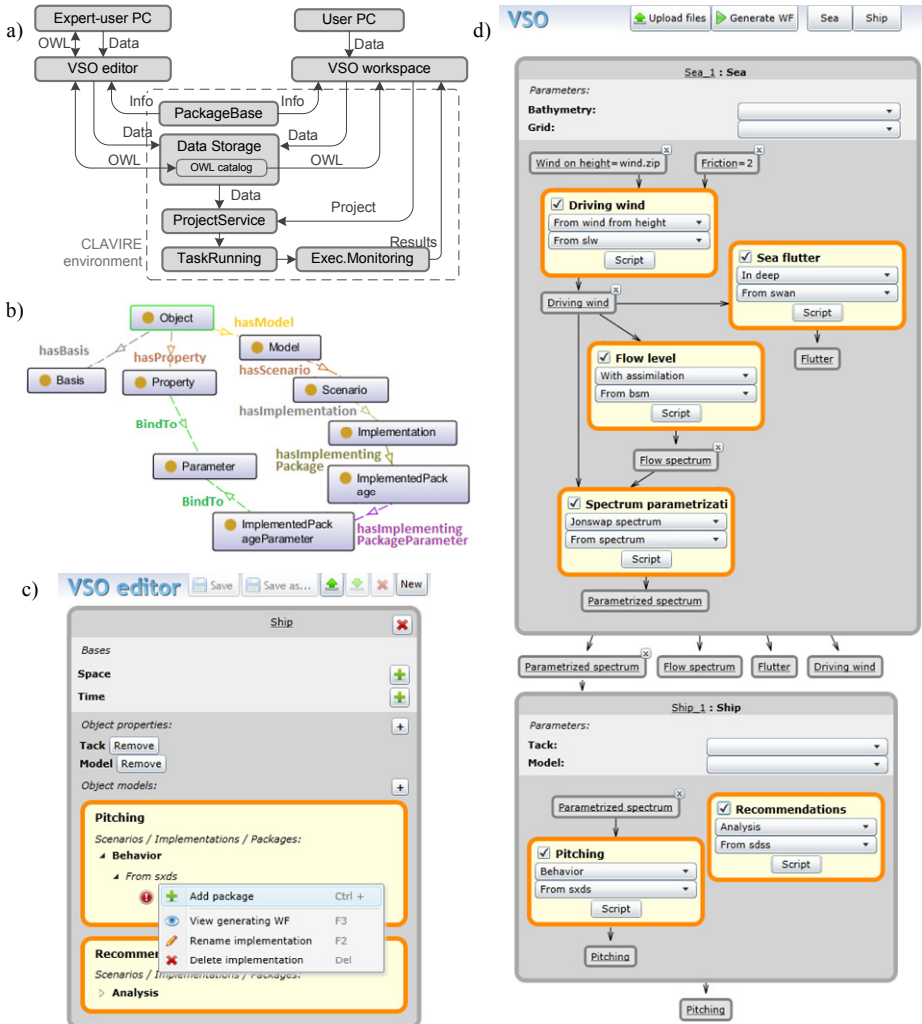 a)
Expert-user PC
User PC
OWL
Data
Data
VSO editor
VSO workspace
Info
PackageBase
Info
Data
Data Storage
Data
OWL
OWL catalog
OWL
Data
Project
ProjectService
CLAVIRE
environment
TaskRunning
Exec.Monitoring
Results
b)
Object
hasModel
hasBasis
hasProperty
Model
hasScenario
Basis
Property
Scenario
hasImplementation
BindTo
Implementation
hasImplementing
Package
Parameter
ImplementedPack
age
BindTo
ImplementedPack
ageParameter
hasImplementing
PackageParameter
c)
VSO editor
Save
Save as...
New
Ship
Bases
Space
Time
Object properties:
Tack Remove
Model Remove
Object models:
Pitching
Scenarios / Implementations / Packages:
Behavior
From sxds
Add package Ctrl +
View generating WF F3
Rename implementation F2
Delete implementation Del
Recommen
Scenarios / Implementations / Packages:
Analysis
d)
VSO
Upload files
Generate WF
Sea
Ship
Sea_1 : Sea
Parameters:
Bathymetry:
Grid:
Wind on height=wind.zip
Friction=2
Driving wind
From wind from height
From slw
Script
Sea flutter
In deep
From swan
Script
Driving wind
Flutter
Flow level
With assimilation
From bsm
Script
Flow spectrum
Spectrum parametrizati
Jonswap spectrum
From spectrum
Script
Parametrized spectrum
Parametrized spectrum
Flow spectrum
Flutter
Driving wind
Ship_1 : Ship
Parameters:
Tack:
Model:
Parametrized spectrum
Recommendations
Analysis
From sdss
Script
Pitching
Behavior
From sxds
Script
Pitching
Pitching